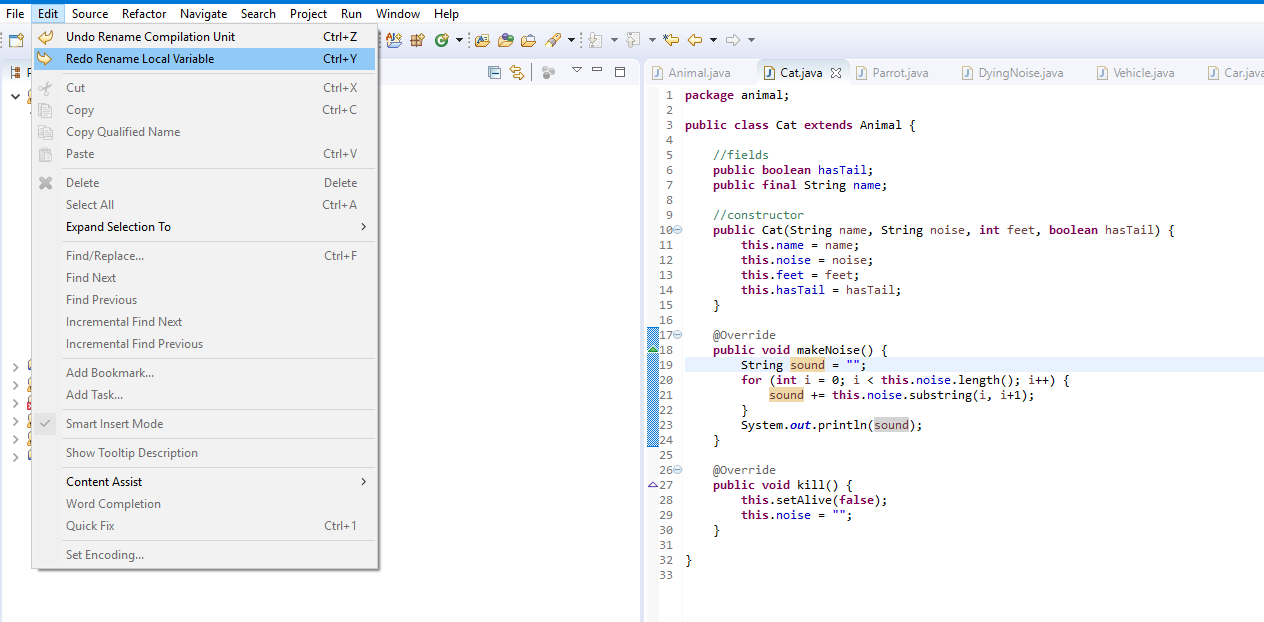 File Edit Source Refactor Navigate Search Project Run Window Help
Undo Rename Compilation Unit Ctrl+Z
Redo Rename Local Variable Ctrl+Y
Cut Ctrl+X
Copy Ctrl+C
Copy Qualified Name
Paste Ctrl+V
Delete Delete
Select All Ctrl+A
Expand Selection To
Find/Replace... Ctrl+F
Find Next
Find Previous
Incremental Find Next
Incremental Find Previous
Add Bookmark...
Add Task...
Smart Insert Mode
Show Tooltip Description
Content Assist
Word Completion
Quick Fix Ctrl+1
Set Encoding...
Animal.java Cat.java Parrot.java DyingNoise.java Vehicle.java Car.java
1 package animal;
2
3 public class Cat extends Animal {
4
5 //fields
6 public boolean hasTail;
7 public final String name;
8
9 //constructor
10 public Cat(String name, String noise, int feet, boolean hasTail) {
11 this.name = name;
12 this.noise = noise;
13 this.feet = feet;
14 this.hasTail = hasTail;
15 }
16
17 @Override
18 public void makeNoise() {
19 String sound = "";
20 for (int i = 0; i < this.noise.length(); i++) {
21 sound += this.noise.substring(i, i+1);
22 }
23 System.out.println(sound);
24 }
25
26 @Override
27 public void kill() {
28 this.setAlive(false);
29 this.noise = "";
30 }
31
32 }
33